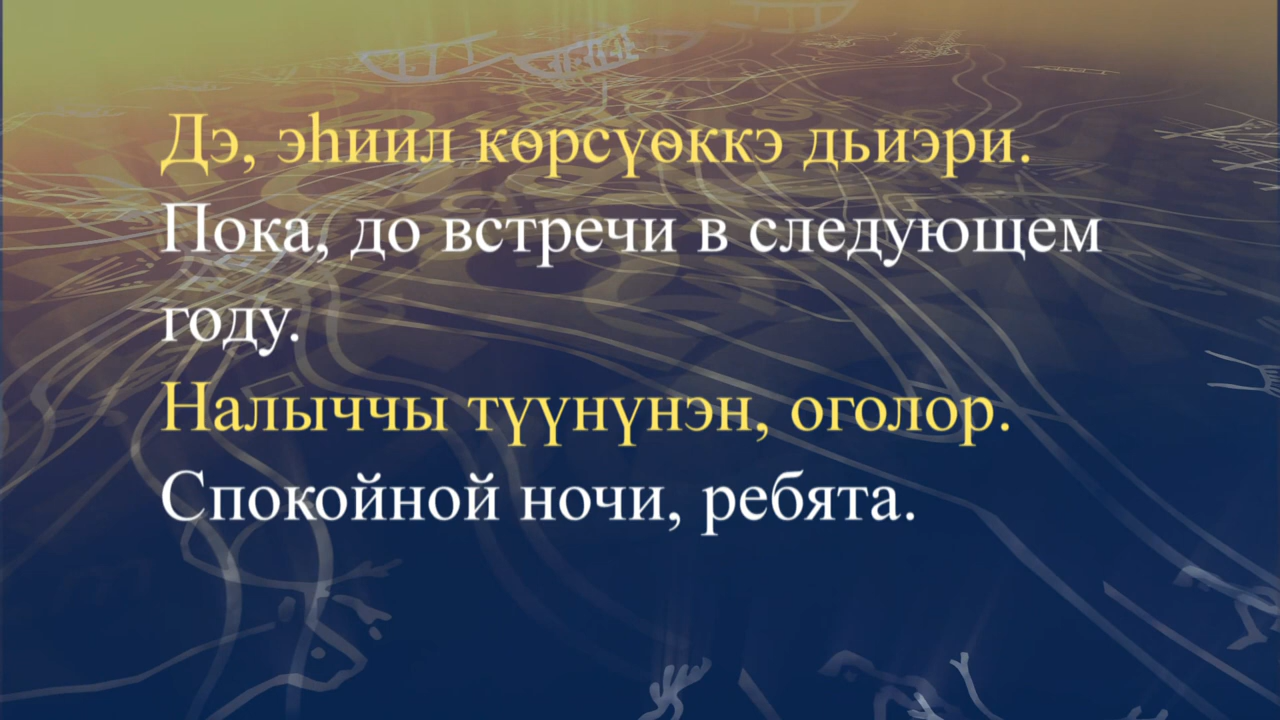 Дэ, эһиил көрсүөккэ дьиэри.
Пока, до встречи в следующем
году.
Налыччы түүнүнэн, оголор.
Спокойной ночи, ребята.